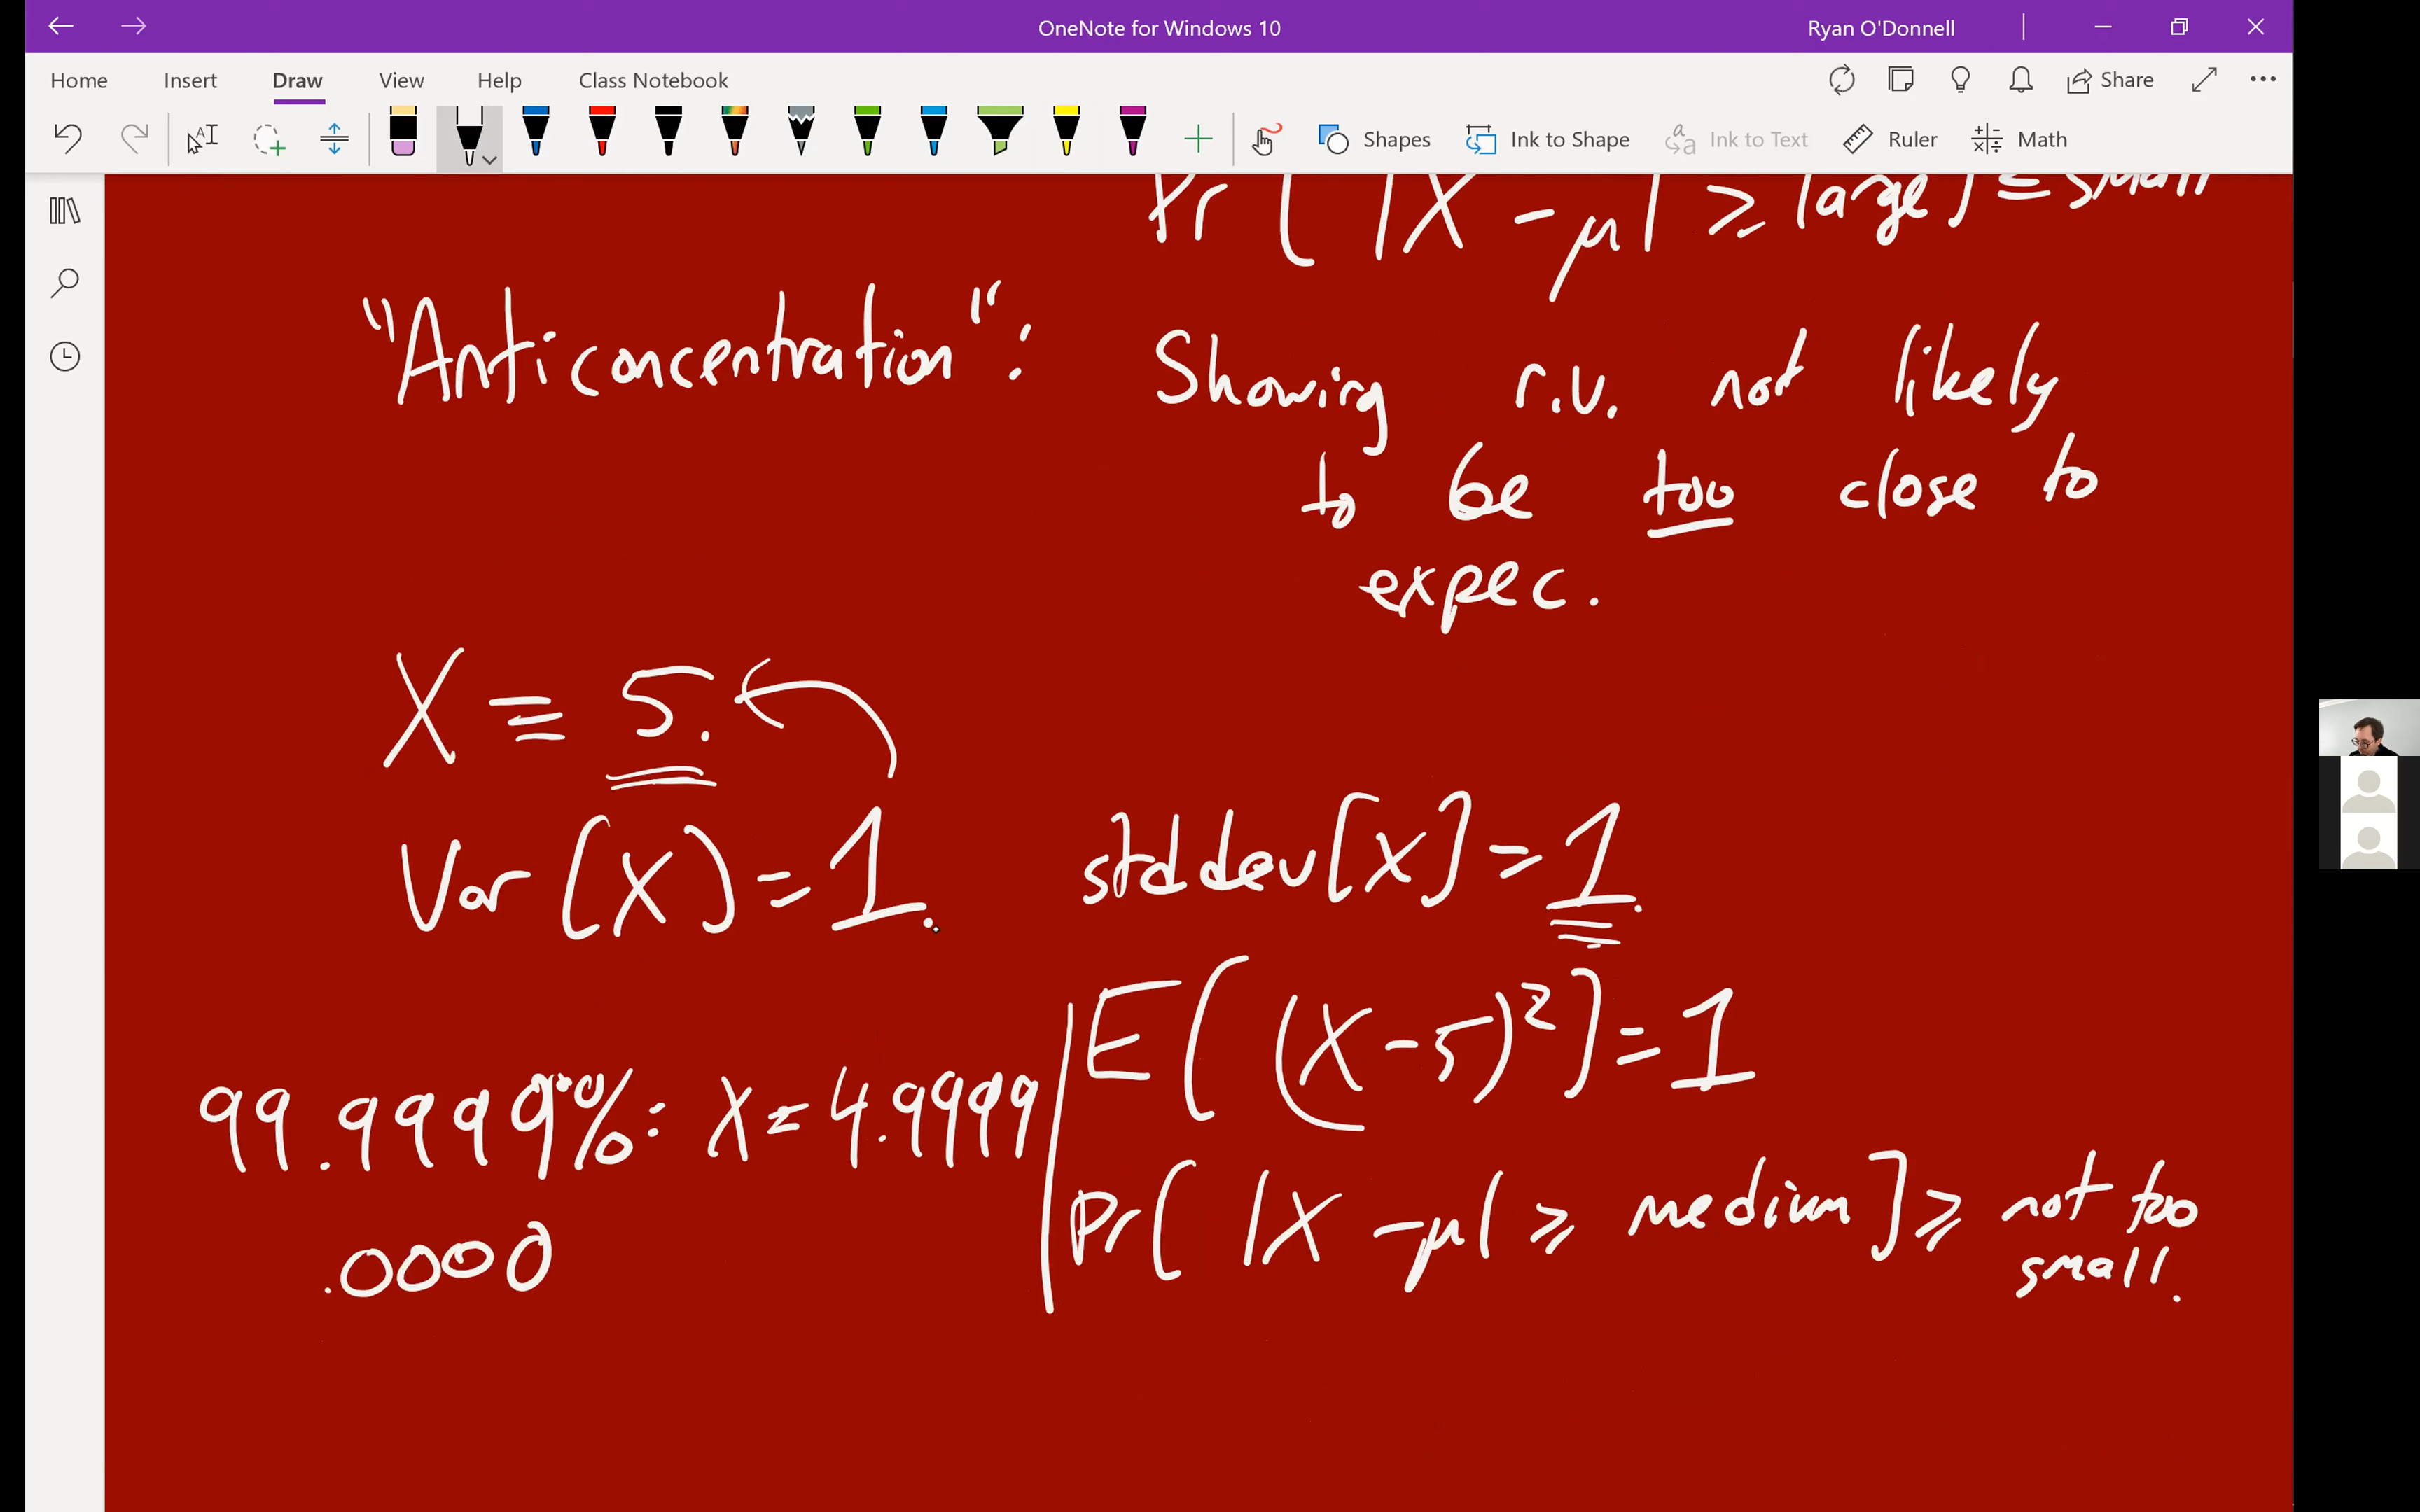 OneNote for Windows 10
Ryan O'Donnell
Home Insert Draw View Help Class Notebook Share
Shapes Ink to Shape Ink to Text Ruler Math
Pr[ |X - μ| ≥ large] ≤ small
"Anticoncentration": Showing r.v. not likely
to be too close to
expec.
X ≡ 5.
Var[X] = 1. stddev[X] = 1.
E[(X-5)²] = 1
99.9999%: X = 4.9999
Pr[ |X - μ| ≥ medium] ≥ not too
small.
.0000